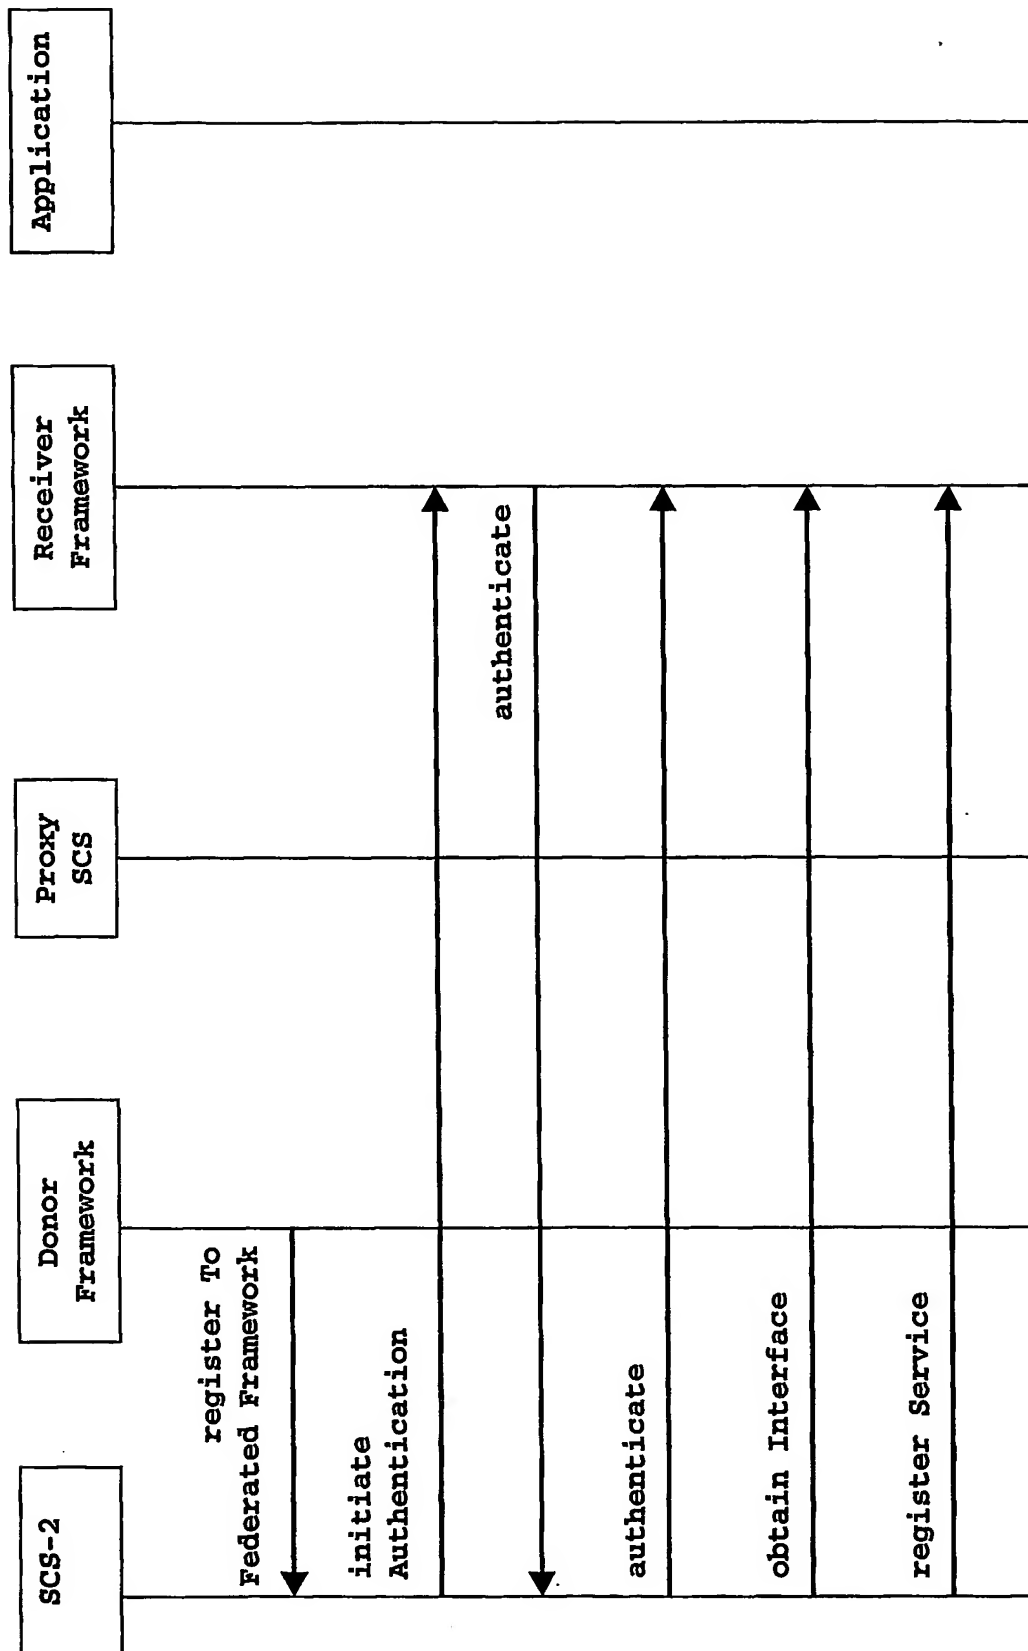 SCS-2
Donor
Framework
Proxy
SCS
Receiver
Framework
Application
register To
Federated Framework
initiate
Authentication
authenticate
authenticate
obtain Interface
register Service